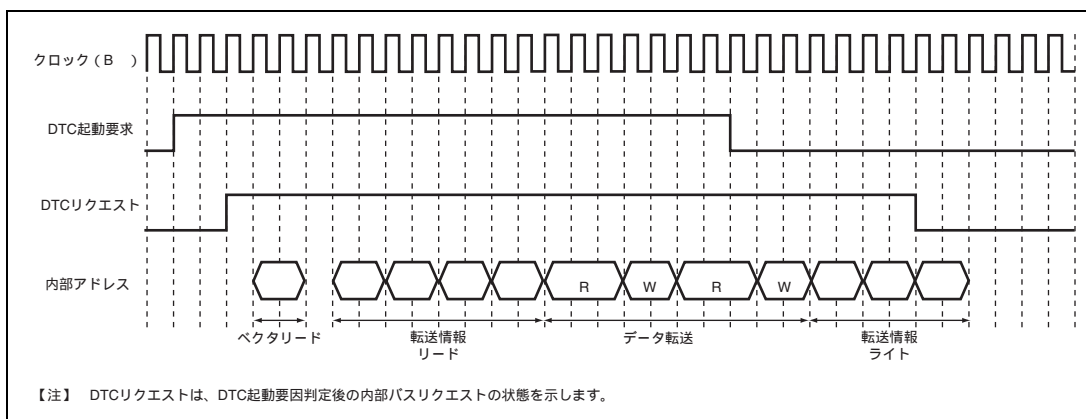 クロック（B　）
DTC起動要求
DTCリクエスト
内部アドレス
R W R W
ベクタリード 転送情報 データ転送 転送情報
リード ライト
【注】 DTCリクエストは、DTC起動要因判定後の内部バスリクエストの状態を示します。